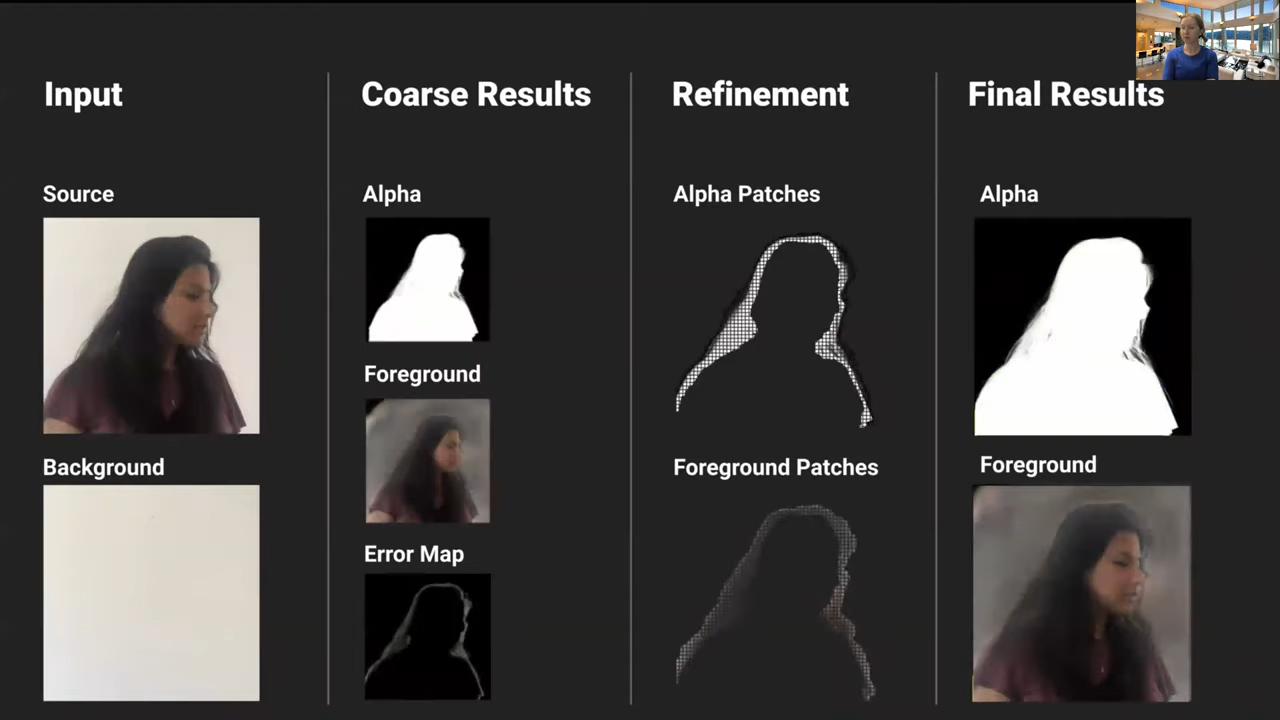 Input
Source
Background
Coarse Results
Alpha
Foreground
Error Map
Refinement
Alpha Patches
Foreground Patches
Final Results
Alpha
Foreground